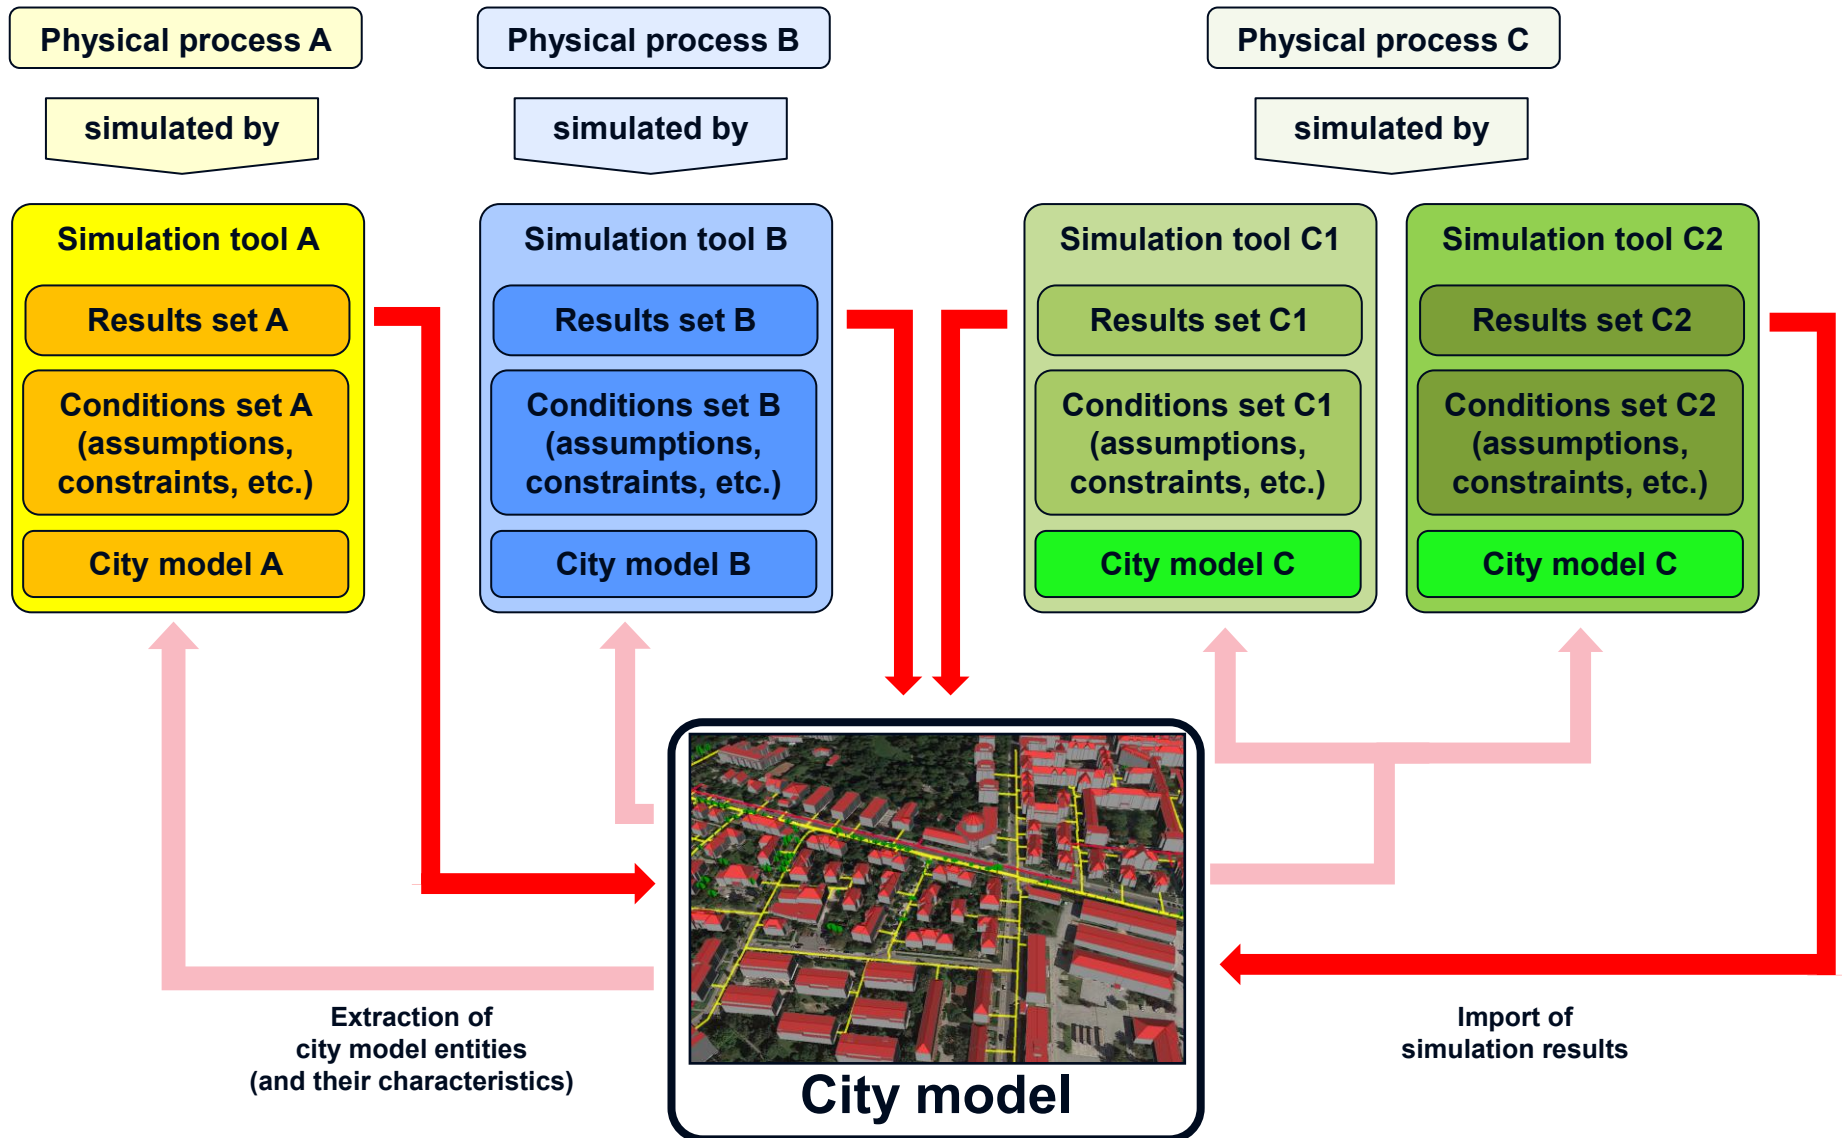 Physical process A
Physical process B
Physical process C
simulated by
simulated by
simulated by
Simulation tool A
Results set A
Conditions set A
(assumptions,
constraints, etc.)
City model A
Simulation tool B
Results set B
Conditions set B
(assumptions,
constraints, etc.)
City model B
Simulation tool C1
Results set C1
Conditions set C1
(assumptions,
constraints, etc.)
City model C
Simulation tool C2
Results set C2
Conditions set C2
(assumptions,
constraints, etc.)
City model C
Extraction of
city model entities
(and their characteristics)
City model
Import of
simulation results